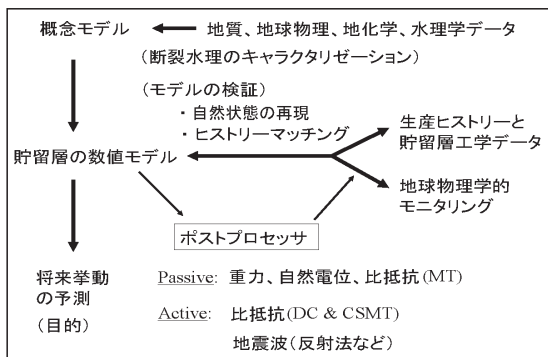 概念モデル
地質、地球物理、地化学、水理学データ
(断裂水理のキャラクタリゼーション)
(モデルの検証)
・自然状態の再現
・ヒストリーマッチング
生産ヒストリーと
貯留層工学データ
貯留層の数値モデル
地球物理学的
モニタリング
ポストプロセッサ
将来挙動
の予測
(目的)
Passive: 重力、自然電位、比抵抗(MT)
Active: 比抵抗(DC & CSMT)
地震波(反射法など)